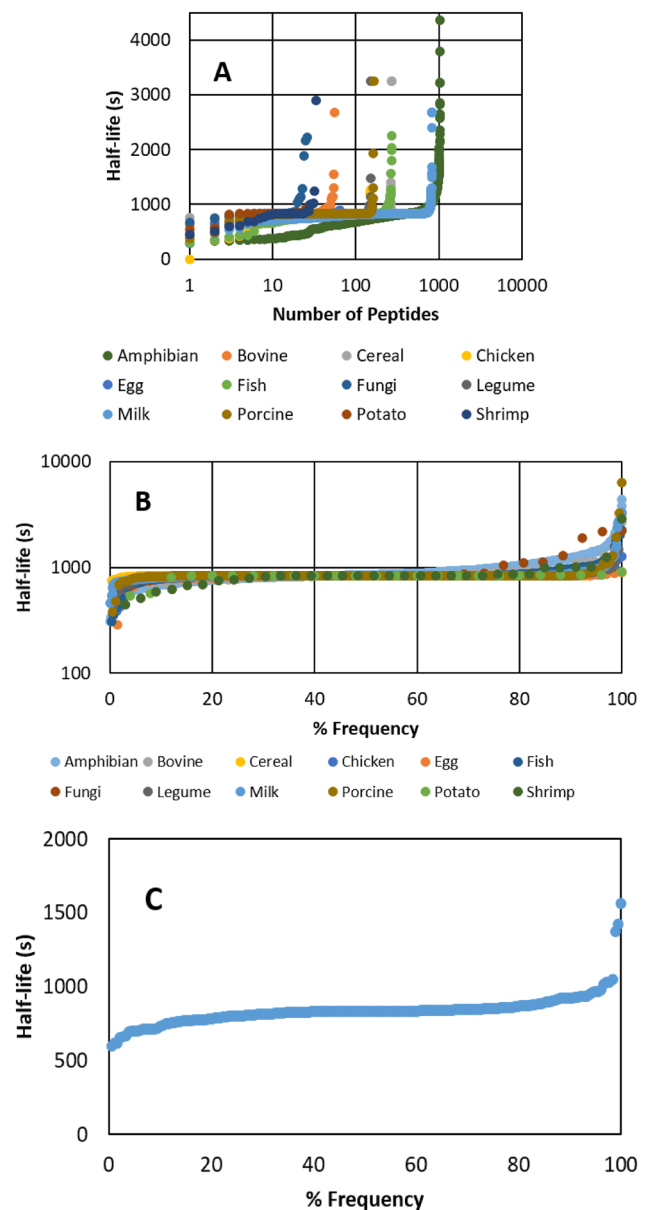 4000
3000
2000
1000
0
Half-life (s)
A
1 10 100 1000 10000
Number of Peptides
Amphibian Bovine Cereal Chicken
Egg Fish Fungi Legume
Milk Porcine Potato Shrimp
10000
1000
100
Half-life (s)
B
0 20 40 60 80 100
% Frequency
Amphibian Bovine Cereal Chicken Egg Fish
Fungi Legume Milk Porcine Potato Shrimp
2000
1500
1000
500
0
Half-life (s)
C
0 20 40 60 80 100
% Frequency